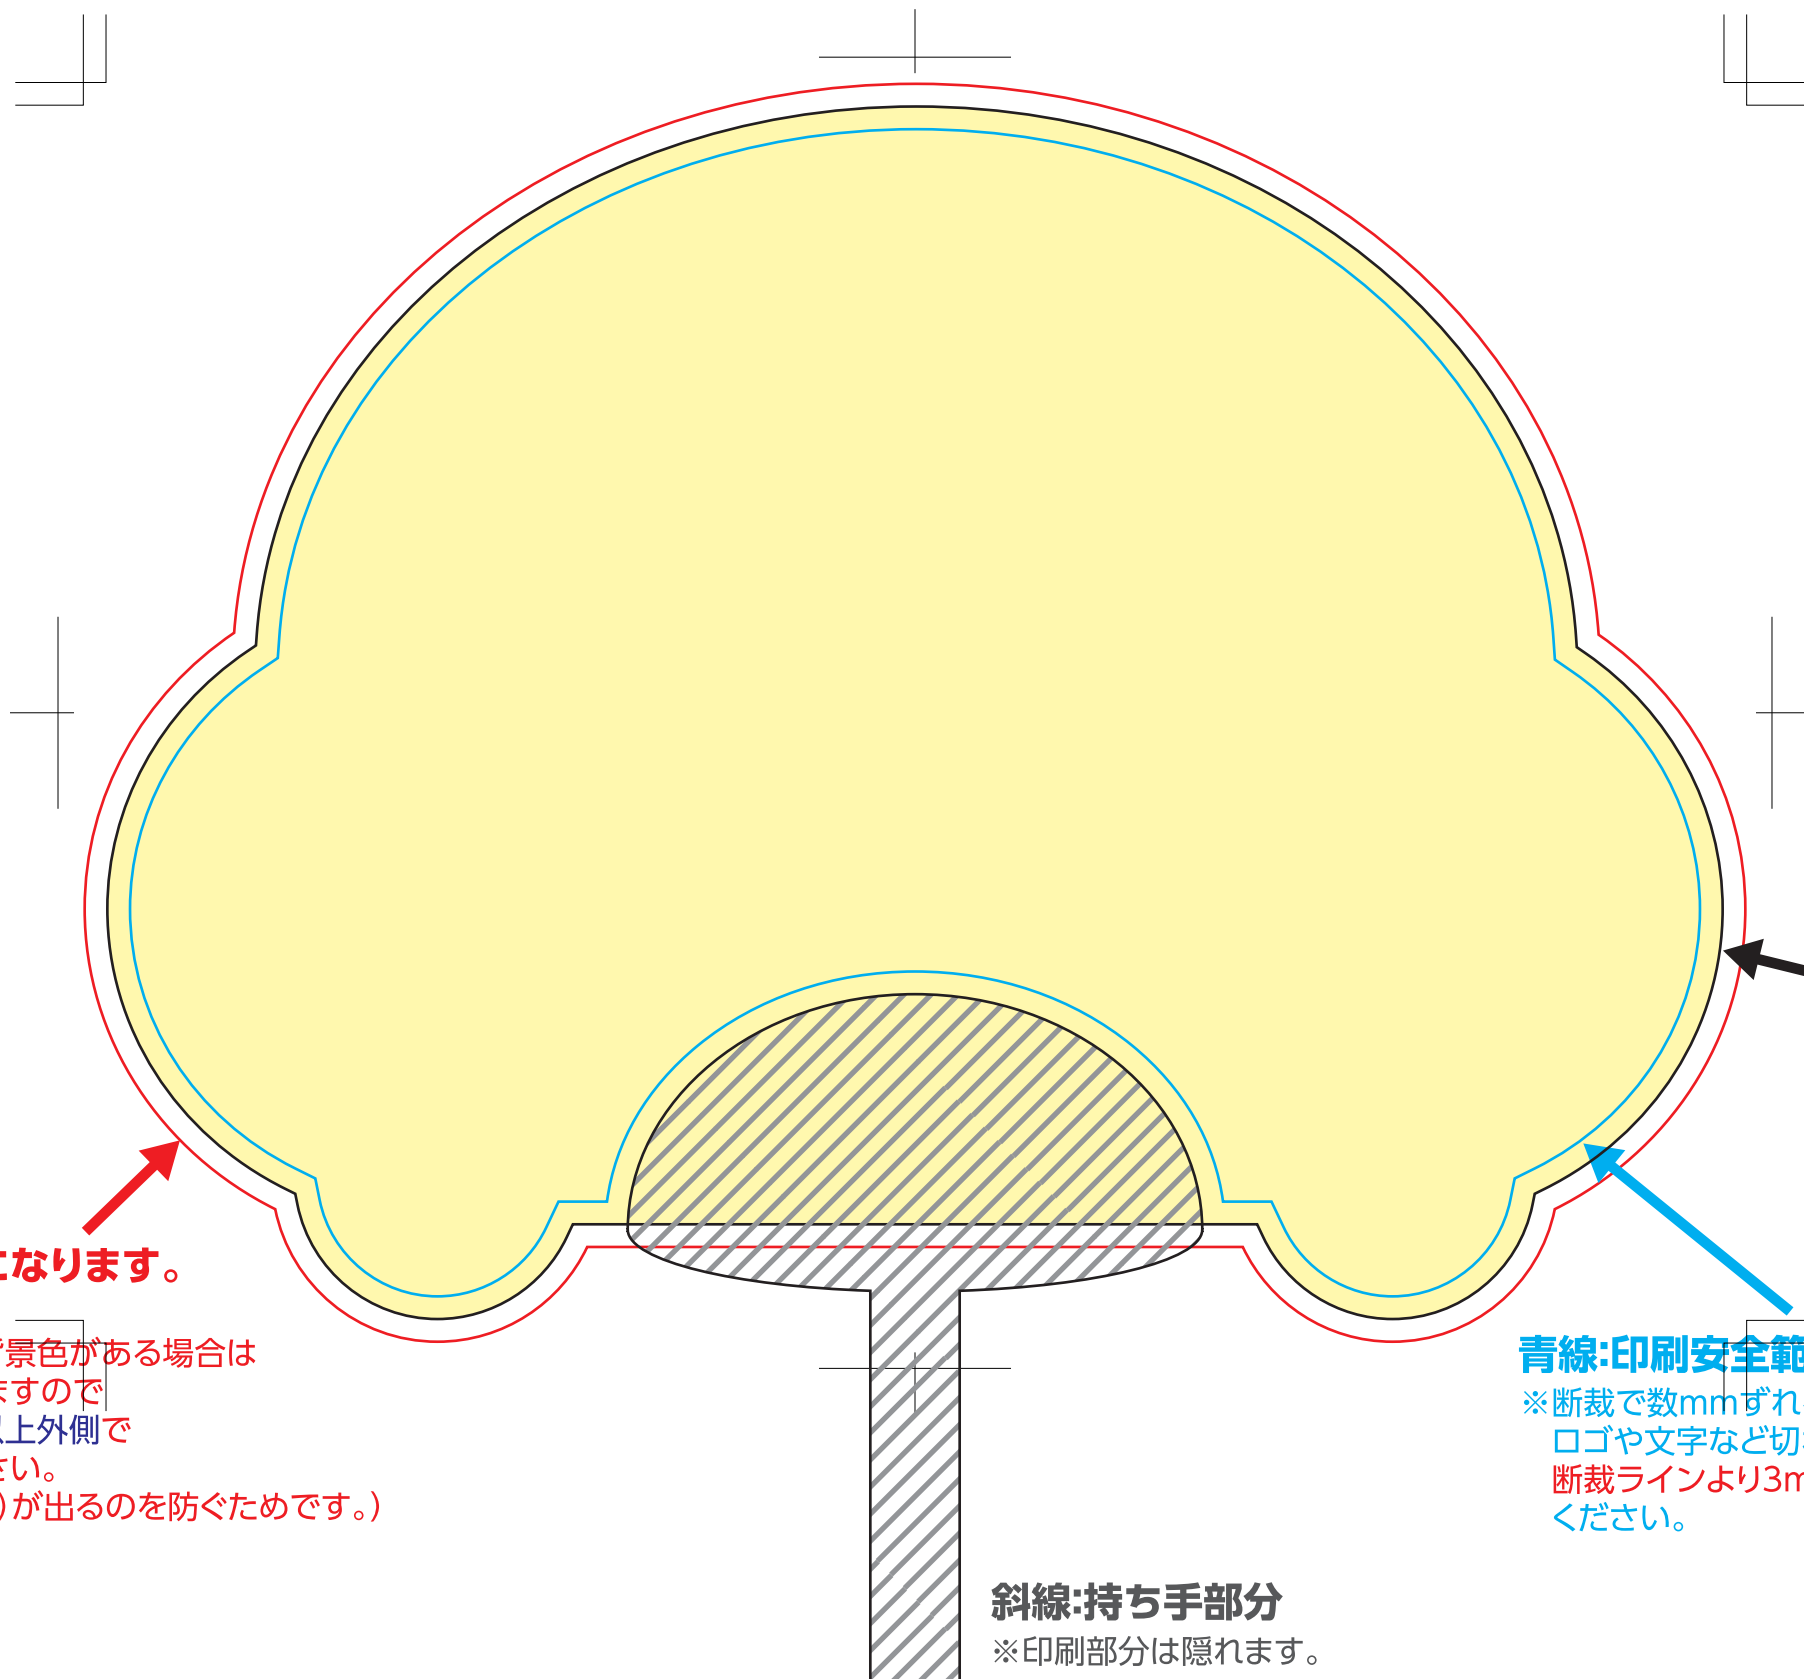 なります。
景色がある場合は
ますので
上外側で
さい。
)が出るのを防ぐためです。)
青線:印刷安全範
※断裁で数mmずれ
ロゴや文字など切
断裁ラインより3m
ください。
斜線:持ち手部分
※印刷部分は隠れます。